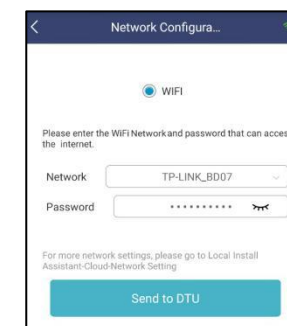 Network Configura...
WIFI
Please enter the WiFi Network and password that can acces
the internet.
Network TP-LINK_BD07
Password ··········
For more network settings, please go to Local Install
Assistant-Cloud-Network Setting
Send to DTU